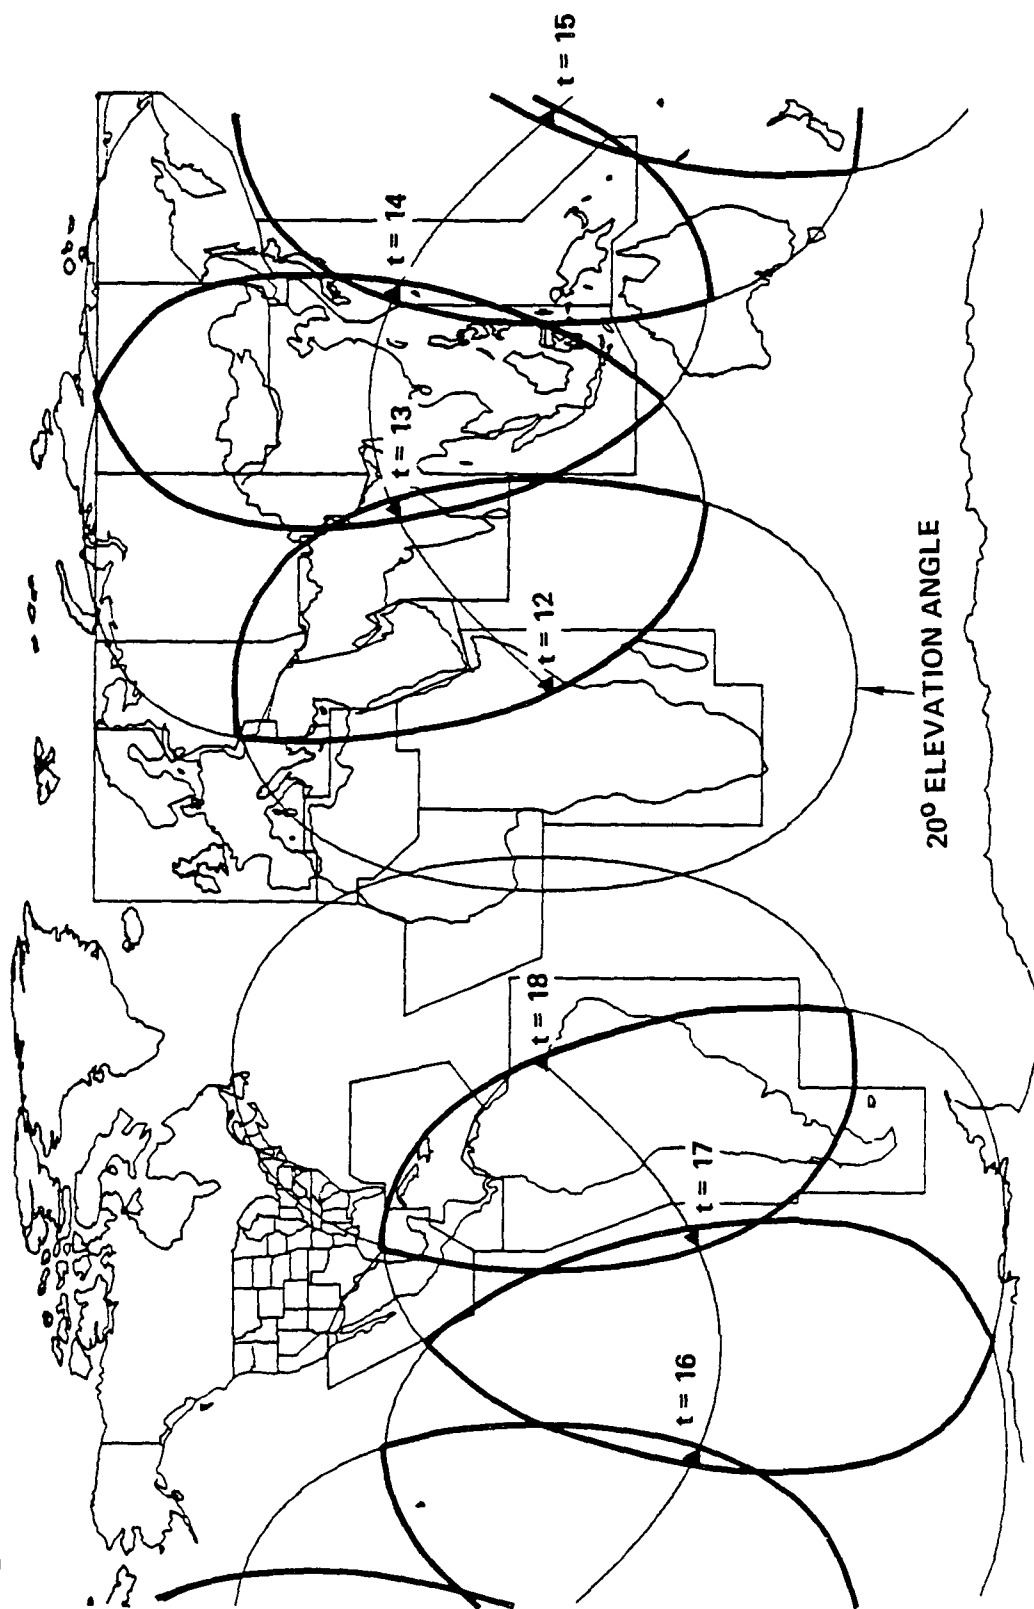 t = 15
t = 14
t = 13
t = 12
t = 18
t = 17
t = 16
20° ELEVATION ANGLE